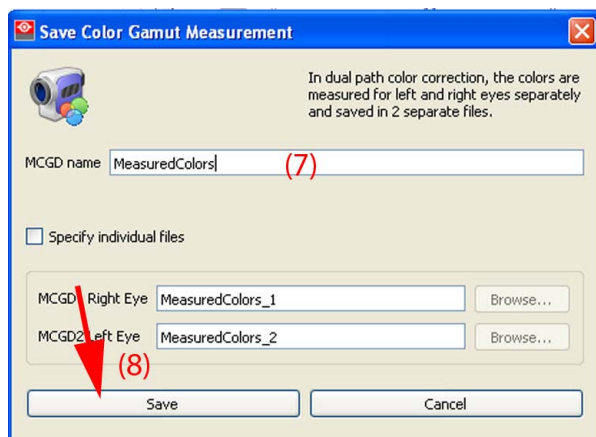 Save Color Gamut Measurement
In dual path color correction, the colors are
measured for left and right eyes separately
and saved in 2 separate files.
MCGD name MeasuredColors (7)
Specify individual files
MCGD Right Eye MeasuredColors_1 Browse...
MCGD2 Left Eye MeasuredColors_2 Browse...
(8)
Save Cancel